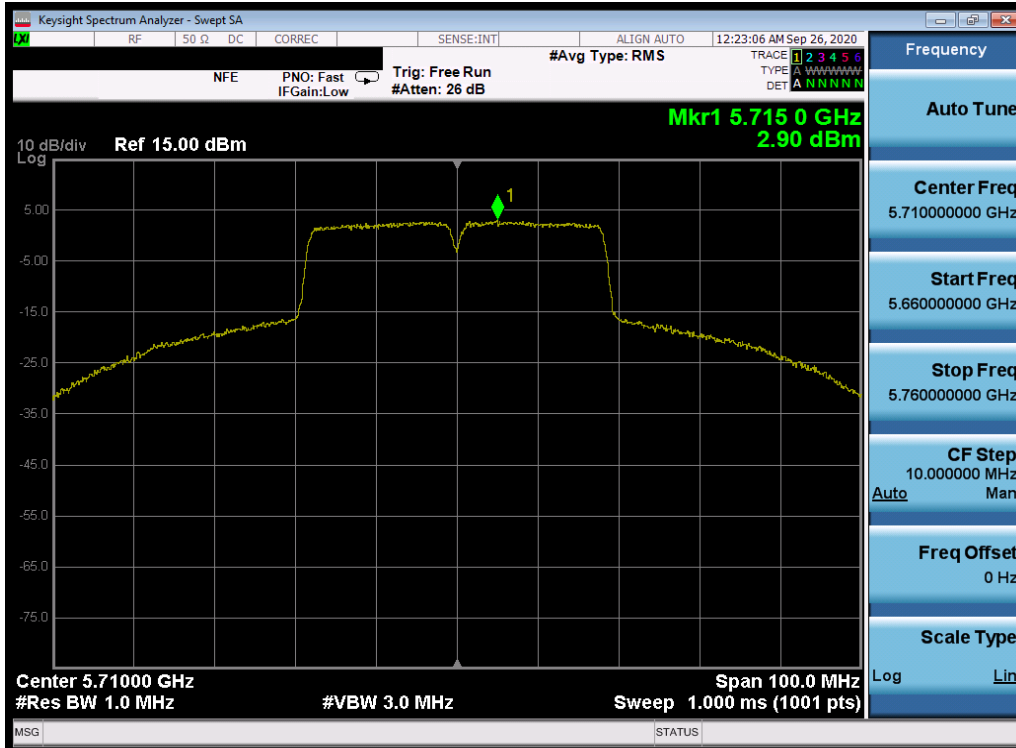 Keysight Spectrum Analyzer - Swept SA
LXI RF 50 Ω DC CORREC SENSE:INT ALIGN AUTO 12:23:06 AM Sep 26, 2020
NFE PNO: Fast Trig: Free Run #Avg Type: RMS TRACE 1 2 3 4 5 6
IFGain:Low #Atten: 26 dB TYPE A WWWWW
DET A N N N N N
Mkr1 5.715 0 GHz
2.90 dBm
10 dB/div Ref 15.00 dBm
Log
1
5.00
-5.00
-15.0
-25.0
-35.0
-45.0
-55.0
-65.0
-75.0
Center 5.71000 GHz Span 100.0 MHz
#Res BW 1.0 MHz #VBW 3.0 MHz Sweep 1.000 ms (1001 pts)
MSG STATUS
Frequency
Auto Tune
Center Freq
5.710000000 GHz
Start Freq
5.660000000 GHz
Stop Freq
5.760000000 GHz
CF Step
10.000000 MHz
Auto Man
Freq Offset
0 Hz
Scale Type
Log Lin